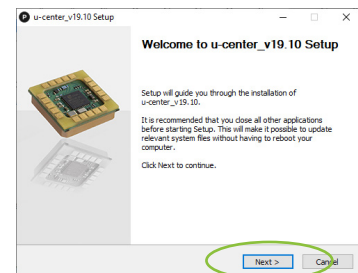 u-center_v19.10 Setup
Welcome to u-center_v19.10 Setup
Setup will guide you through the installation of
u-center_v19.10.
It is recommended that you close all other applications
before starting Setup. This will make it possible to update
relevant system files without having to reboot your
computer.
Click Next to continue.
Next > Cancel